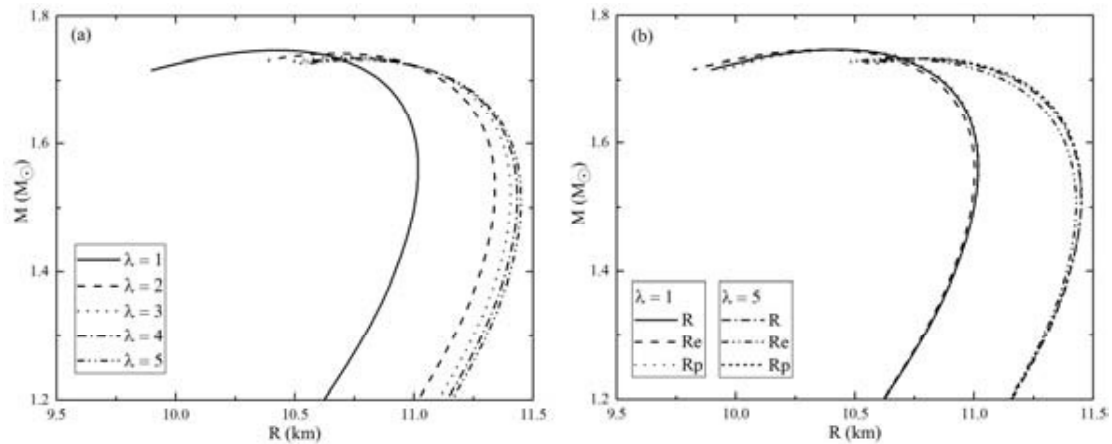 (a)
1.8
1.6
1.4
1.2
M (M⊙)
λ = 1
λ = 2
λ = 3
λ = 4
λ = 5
9.5 10.0 10.5 11.0 11.5
R (km)
(b)
1.8
1.6
1.4
1.2
M (M⊙)
λ = 1 λ = 5
R R
Re Re
Rp Rp
9.5 10.0 10.5 11.0 11.5
R (km)